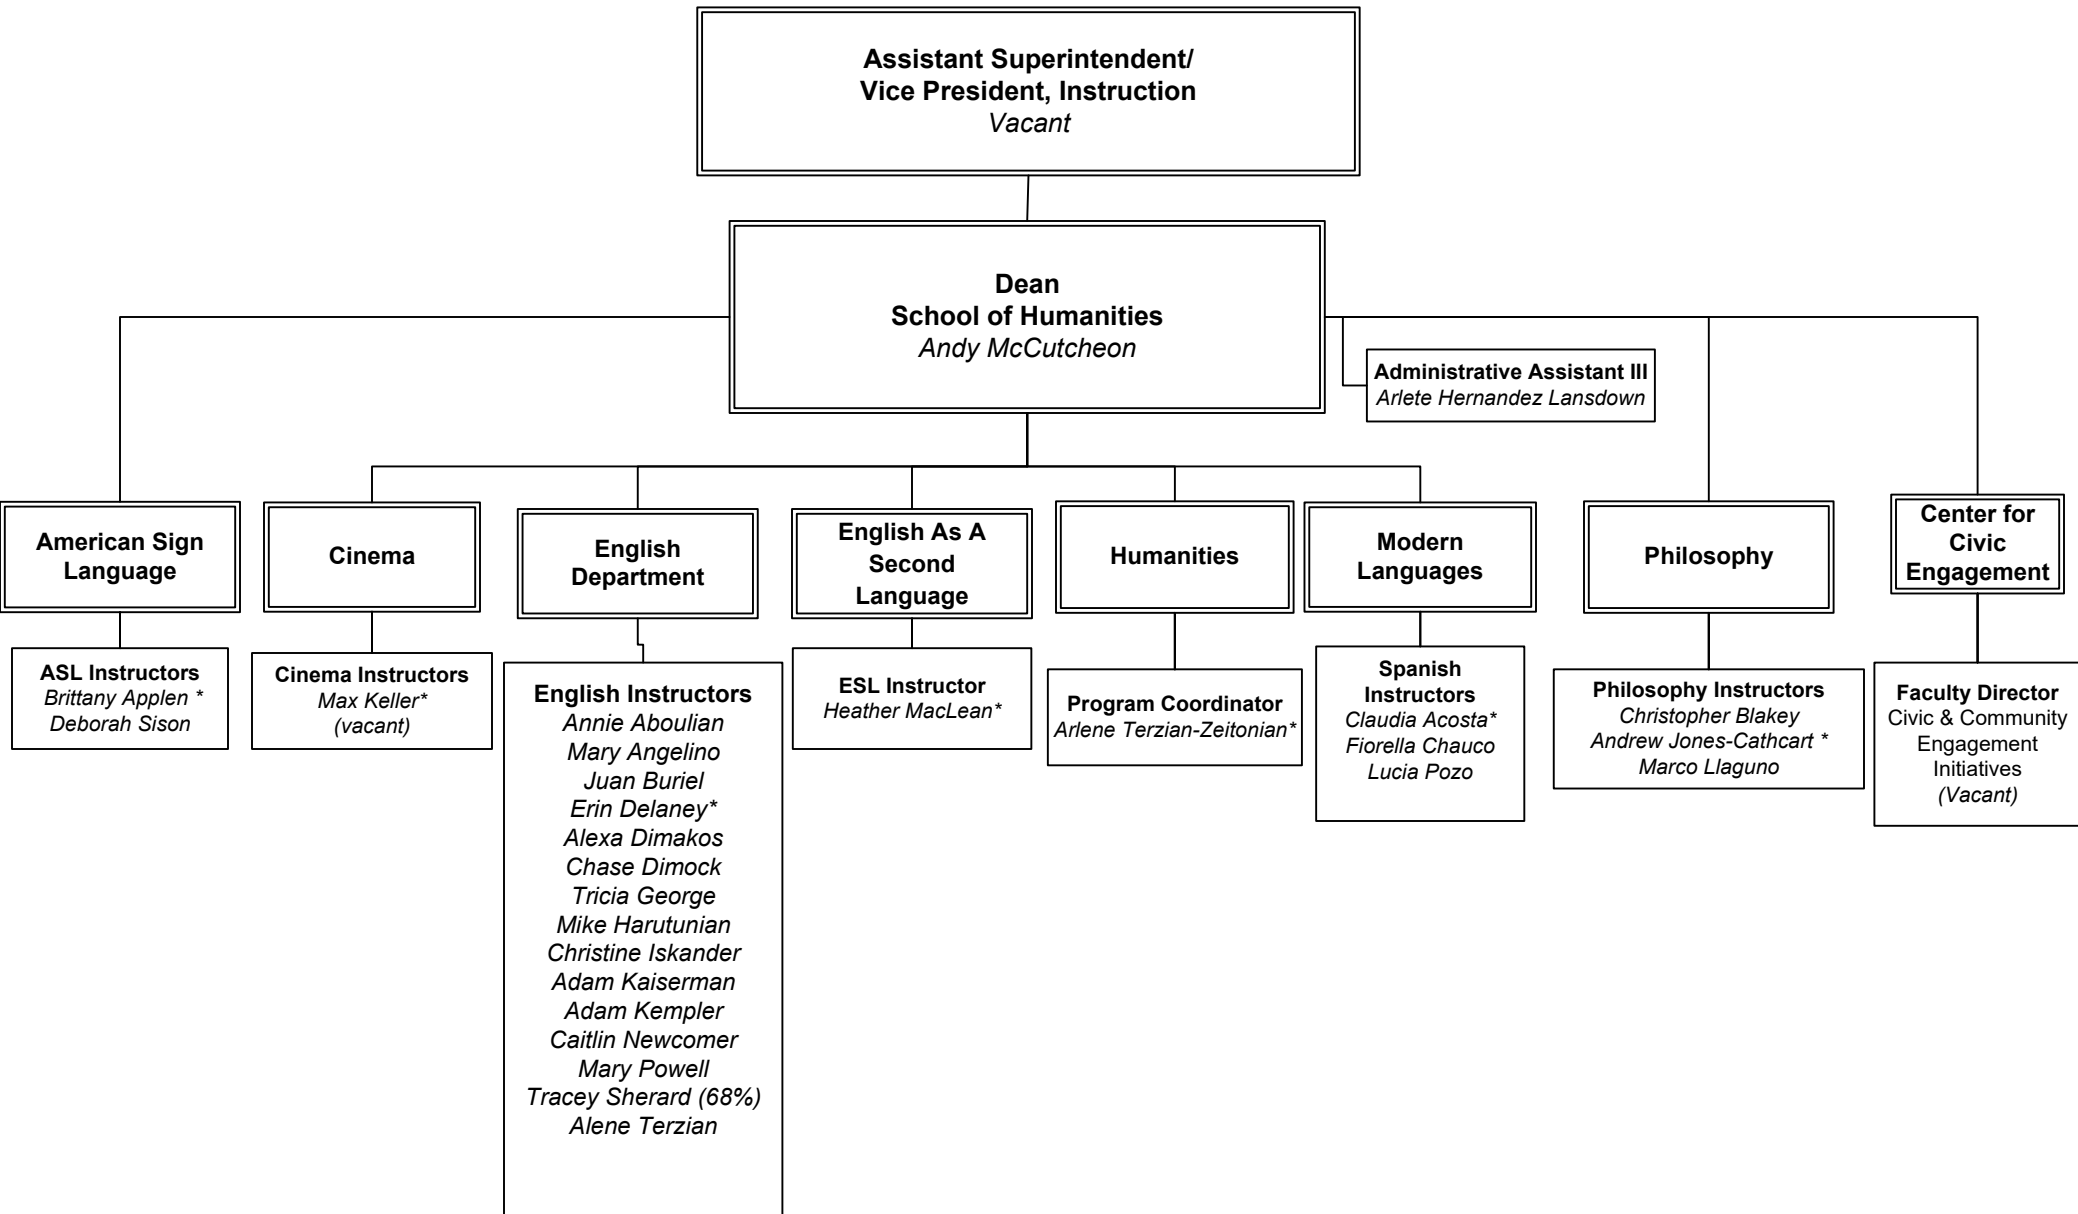 Assistant Superintendent/
Vice President, Instruction
Vacant
Dean
School of Humanities
Andy McCutcheon
Administrative Assistant III
Arlete Hernandez Lansdown
American Sign
Language
Cinema
English
Department
English As A
Second
Language
Humanities
Modern
Languages
Philosophy
Center for
Civic
Engagement
ASL Instructors
Brittany Applen *
Deborah Sison
Cinema Instructors
Max Keller*
(vacant)
English Instructors
Annie Aboulian
Mary Angelino
Juan Buriel
Erin Delaney*
Alexa Dimakos
Chase Dimock
Tricia George
Mike Harutunian
Christine Iskander
Adam Kaiserman
Adam Kempler
Caitlin Newcomer
Mary Powell
Tracey Sherard (68%)
Alene Terzian
ESL Instructor
Heather MacLean*
Program Coordinator
Arlene Terzian-Zeitonian*
Spanish
Instructors
Claudia Acosta*
Fiorella Chauco
Lucia Pozo
Philosophy Instructors
Christopher Blakey
Andrew Jones-Cathcart *
Marco Llaguno
Faculty Director
Civic & Community
Engagement
Initiatives
(Vacant)